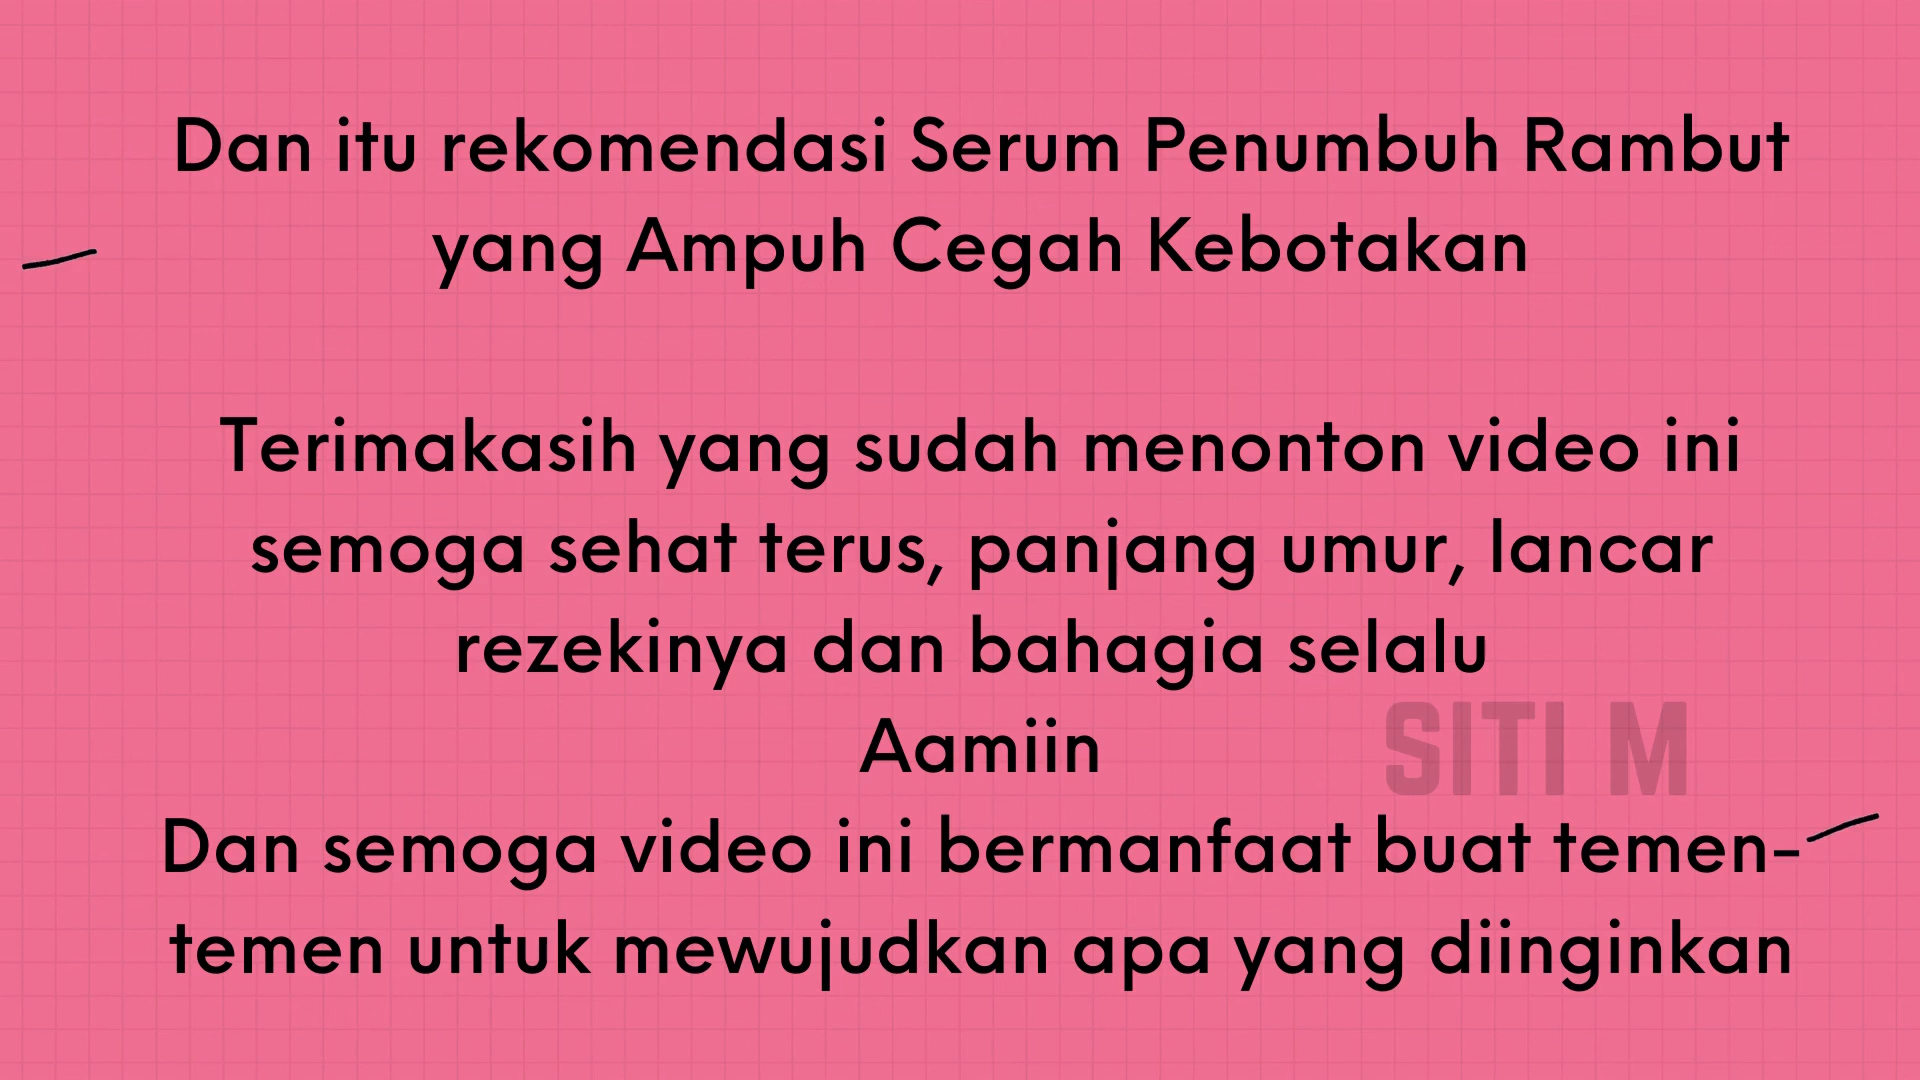 Dan itu rekomendasi Serum Penumbuh Rambut
yang Ampuh Cegah Kebotakan
Terimakasih yang sudah menonton video ini
semoga sehat terus, panjang umur, lancar
rezekinya dan bahagia selalu
Aamiin
SITI M
Dan semoga video ini bermanfaat buat temen-
temen untuk mewujudkan apa yang diinginkan